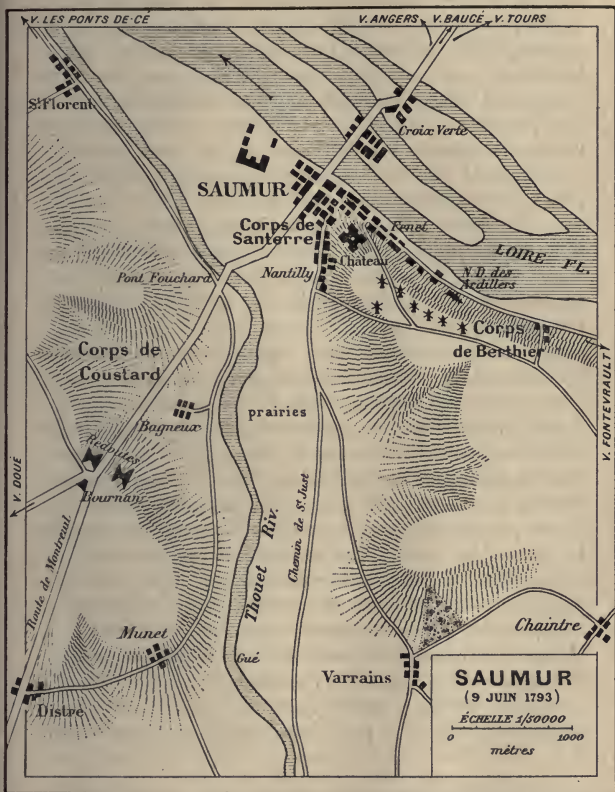 V. LES PONTS-DE-CÉ
V. ANGERS
V. BAUGÉ
V. TOURS
St Florent
Croix Verte
SAUMUR
Corps de
Santerre
Fenet
LOIRE FL.
Château
Nantilly
N.D. des
Ardillers
Pont Fouchard
Corps
de Berthier
Corps de
Coustard
V. FONTEVRAULT
Bagneux
prairies
Redoutes
V. DOUÉ
Bournan
Route de Montreuil
Thouet Riv.
Chemin de St Just
Munet
Gué
Chaintre
Varrains
Distré
SAUMUR
(9 JUIN 1793)
ÉCHELLE 1/50000
0 1000
mètres